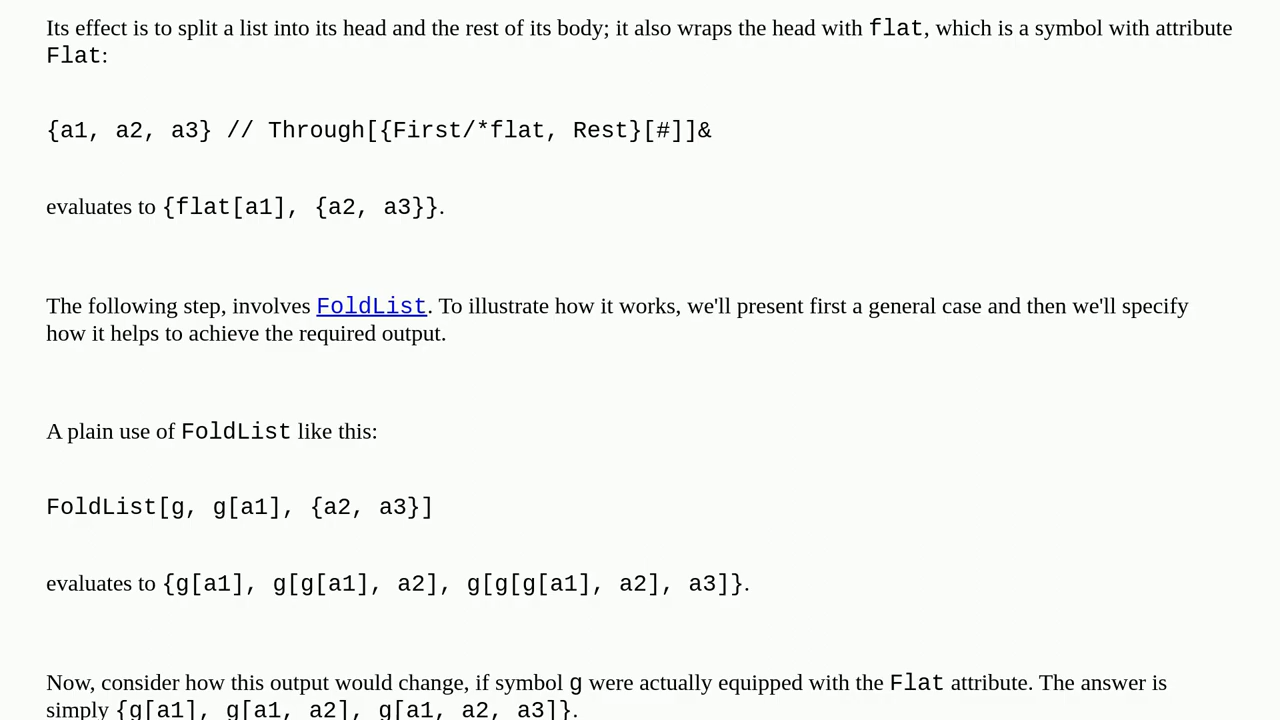 Its effect is to split a list into its head and the rest of its body; it also wraps the head with flat, which is a symbol with attribute
Flat:
{a1, a2, a3} // Through[{First/*flat, Rest}[#]]&
evaluates to {flat[a1], {a2, a3}}.
The following step, involves FoldList. To illustrate how it works, we'll present first a general case and then we'll specify
how it helps to achieve the required output.
A plain use of FoldList like this:
FoldList[g, g[a1], {a2, a3}]
evaluates to {g[a1], g[g[a1], a2], g[g[g[a1], a2], a3]}.
Now, consider how this output would change, if symbol g were actually equipped with the Flat attribute. The answer is
simply {g[a1], g[a1, a2], g[a1, a2, a3]}.